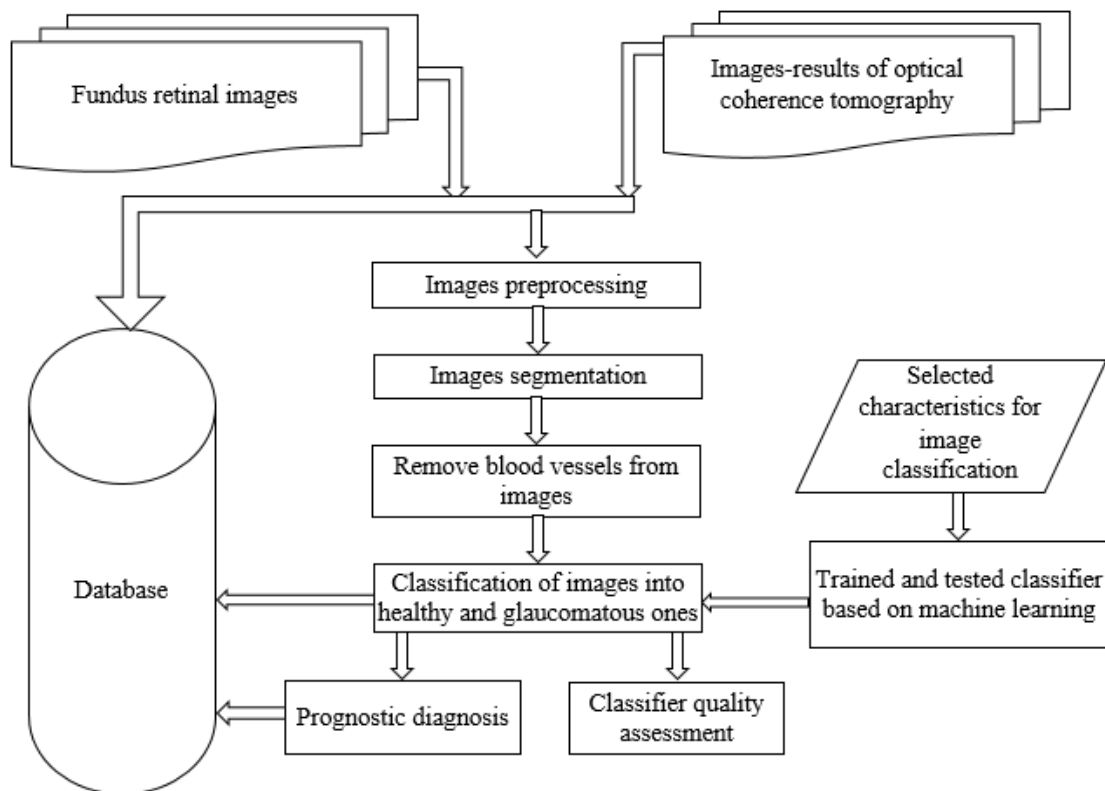 Fundus retinal images
Images-results of optical
coherence tomography
Images preprocessing
Images segmentation
Remove blood vessels from
images
Selected
characteristics for
image
classification
Database
Classification of images into
healthy and glaucomatous ones
Trained and tested classifier
based on machine learning
Prognostic diagnosis
Classifier quality
assessment